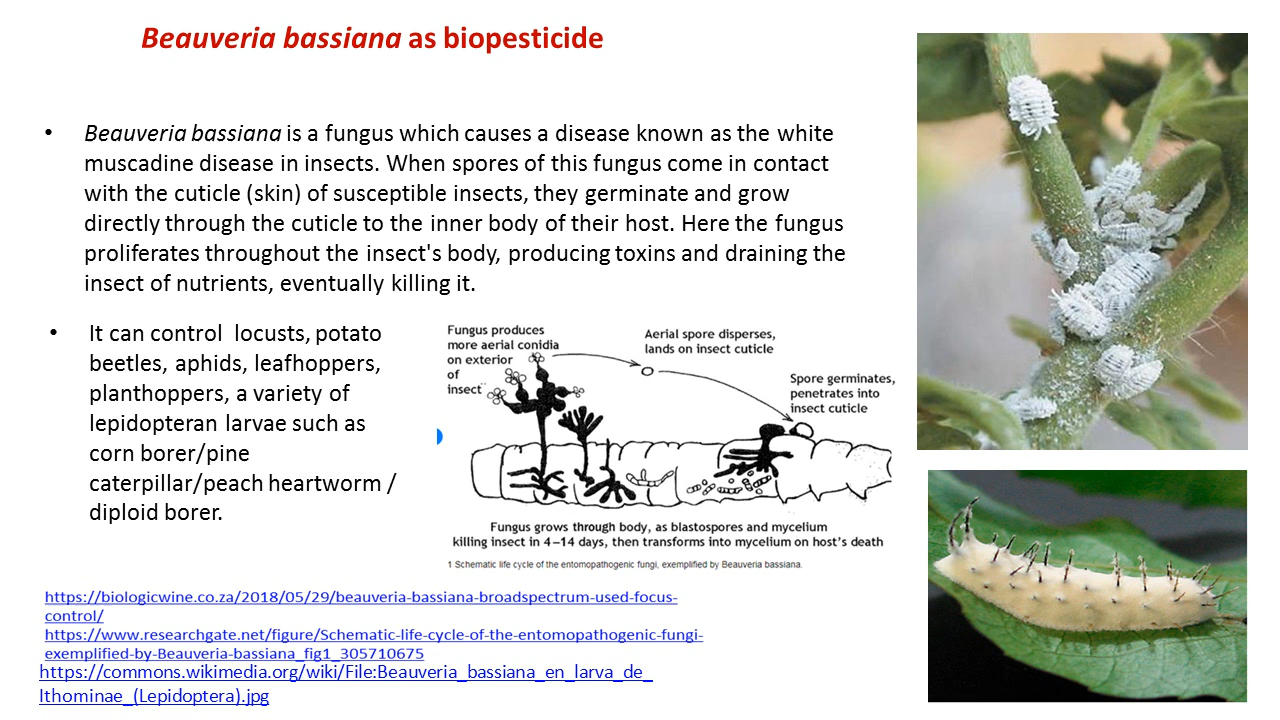 Beauveria bassiana as biopesticide
• Beauveria bassiana is a fungus which causes a disease known as the white
muscadine disease in insects. When spores of this fungus come in contact
with the cuticle (skin) of susceptible insects, they germinate and grow
directly through the cuticle to the inner body of their host. Here the fungus
proliferates throughout the insect's body, producing toxins and draining the
insect of nutrients, eventually killing it.
• It can control locusts, potato
beetles, aphids, leafhoppers,
planthoppers, a variety of
lepidopteran larvae such as
corn borer/pine
caterpillar/peach heartworm /
diploid borer.
Fungus produces
more aerial conidia
on exterior
of
insect
Aerial spore disperses,
lands on insect cuticle
Spore germinates,
penetrates into
insect cuticle
Fungus grows through body, as blastospores and mycelium
killing insect in 4–14 days, then transforms into mycelium on host's death
1 Schematic life cycle of the entomopathogenic fungi, exemplified by Beauveria bassiana.
https://biologicwine.co.za/2018/05/29/beauveria-bassiana-broadspectrum-used-focus-
control/
https://www.researchgate.net/figure/Schematic-life-cycle-of-the-entomopathogenic-fungi-
exemplified-by-Beauveria-bassiana_fig1_305710675
https://commons.wikimedia.org/wiki/File:Beauveria_bassiana_en_larva_de_
Ithominae_(Lepidoptera).jpg